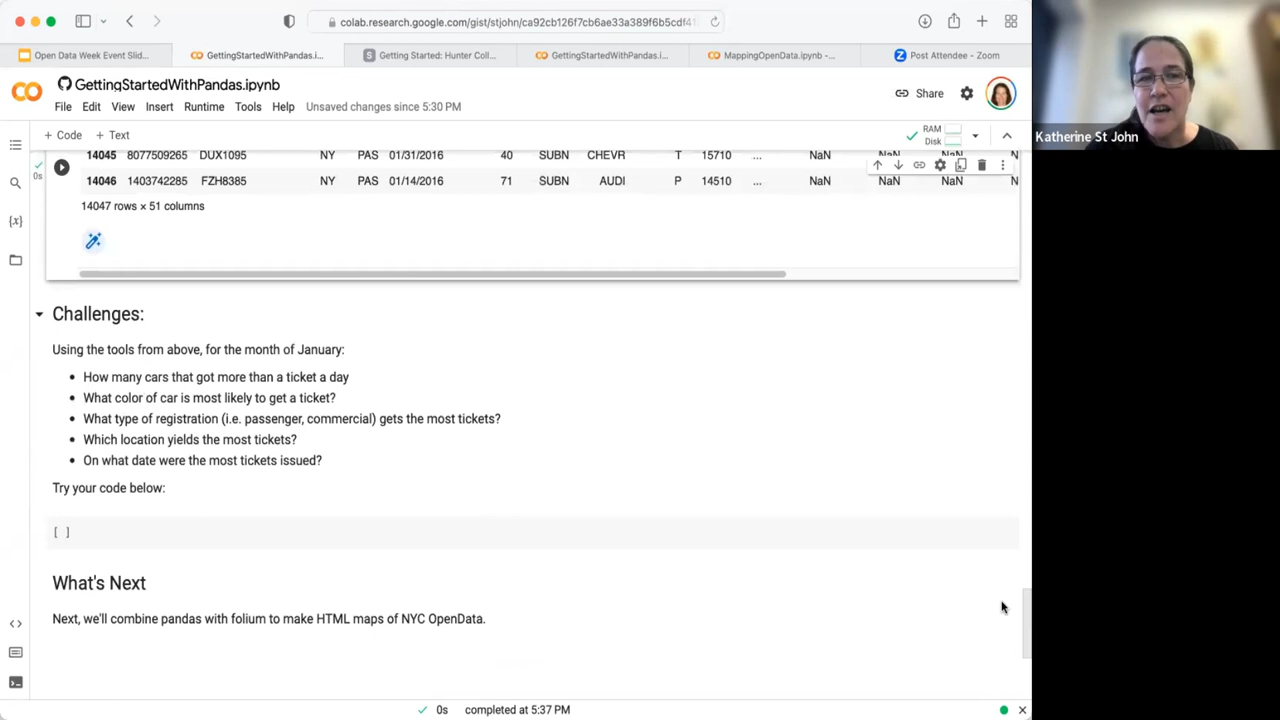 colab.research.google.com/gist/stjohn/ca92cb126f7cb6ae33a389f6b5cdf41
Open Data Week Event Slid...
GettingStartedWithPandas.i...
Getting Started: Hunter Coll...
GettingStartedWithPandas.i...
MappingOpenData.ipynb -...
Post Attendee - Zoom
GettingStartedWithPandas.ipynb
File Edit View Insert Runtime Tools Help Unsaved changes since 5:30 PM
Share
+ Code + Text
RAM
Disk
Katherine St John
0s
14045 8077509265 DUX1095 NY PAS 01/31/2016 40 SUBN CHEVR T 15710 ... NaN NaN NaN N
14046 1403742285 FZH8385 NY PAS 01/14/2016 71 SUBN AUDI P 14510 ... NaN NaN NaN N
14047 rows × 51 columns
Challenges:
Using the tools from above, for the month of January:
• How many cars that got more than a ticket a day
• What color of car is most likely to get a ticket?
• What type of registration (i.e. passenger, commercial) gets the most tickets?
• Which location yields the most tickets?
• On what date were the most tickets issued?
Try your code below:
[ ]
What's Next
Next, we'll combine pandas with folium to make HTML maps of NYC OpenData.
0s completed at 5:37 PM